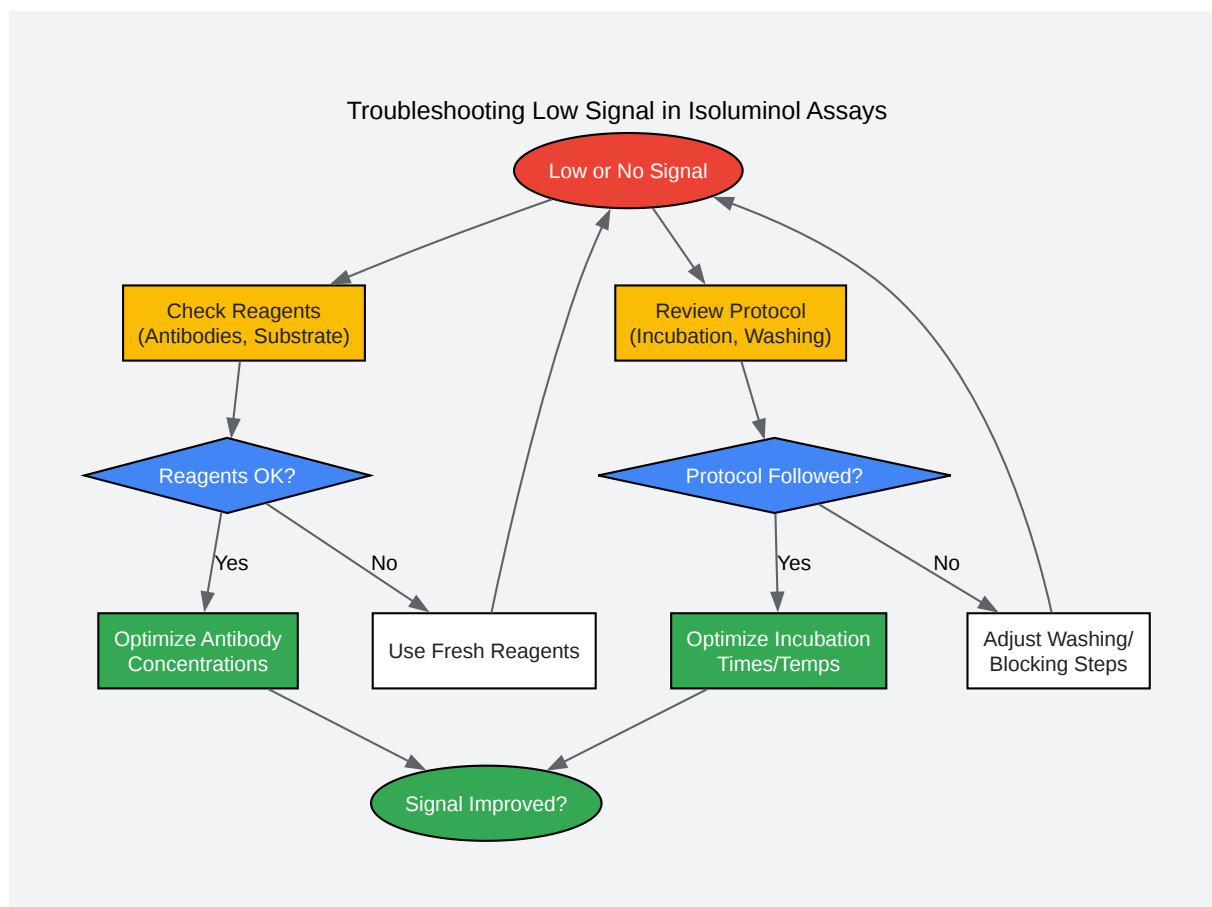 Troubleshooting Low Signal in Isoluminol Assays
Low or No Signal
Check Reagents
(Antibodies, Substrate)
Review Protocol
(Incubation, Washing)
Reagents OK?
Protocol Followed?
Yes
No
Yes
No
Optimize Antibody
Concentrations
Use Fresh Reagents
Optimize Incubation
Times/Temps
Adjust Washing/
Blocking Steps
Signal Improved?